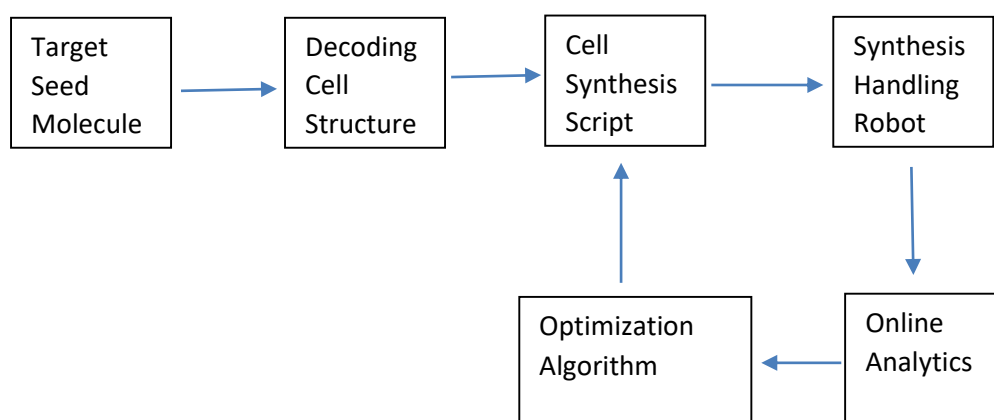 Target
Seed
Molecule
Decoding
Cell
Structure
Cell
Synthesis
Script
Synthesis
Handling
Robot
Optimization
Algorithm
Online
Analytics